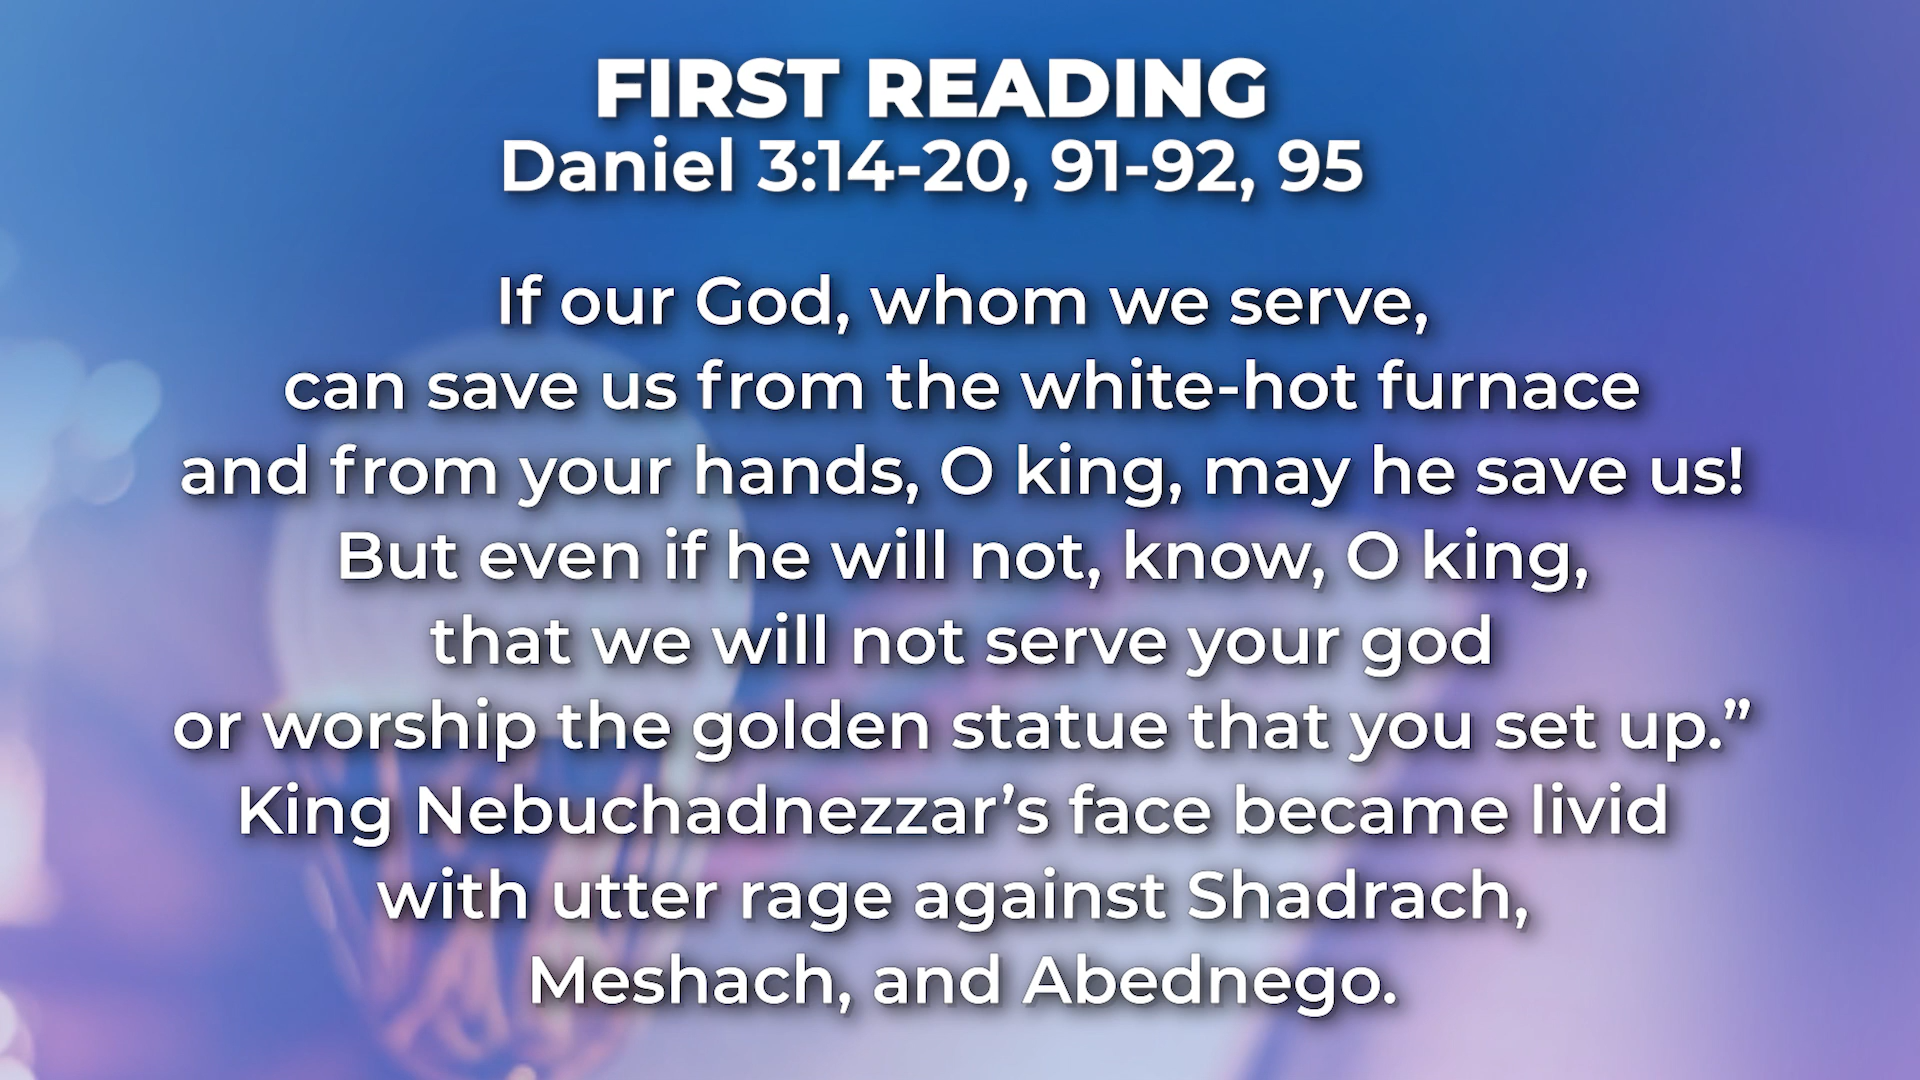 FIRST READING
Daniel 3:14-20, 91-92, 95
If our God, whom we serve,
can save us from the white-hot furnace
and from your hands, O king, may he save us!
But even if he will not, know, O king,
that we will not serve your god
or worship the golden statue that you set up.”
King Nebuchadnezzar’s face became livid
with utter rage against Shadrach,
Meshach, and Abednego.